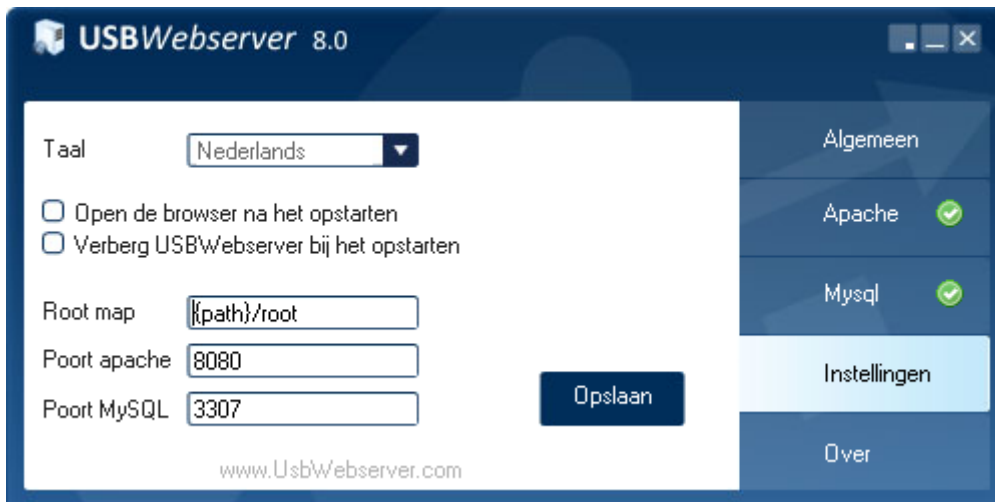 USBWebserver 8.0
Taal
Nederlands
Open de browser na het opstarten
Verberg USBWebserver bij het opstarten
Root map
{path}/root
Poort apache
8080
Poort MySQL
3307
Opslaan
www.UsbWebserver.com
Algemeen
Apache
Mysql
Instellingen
Over